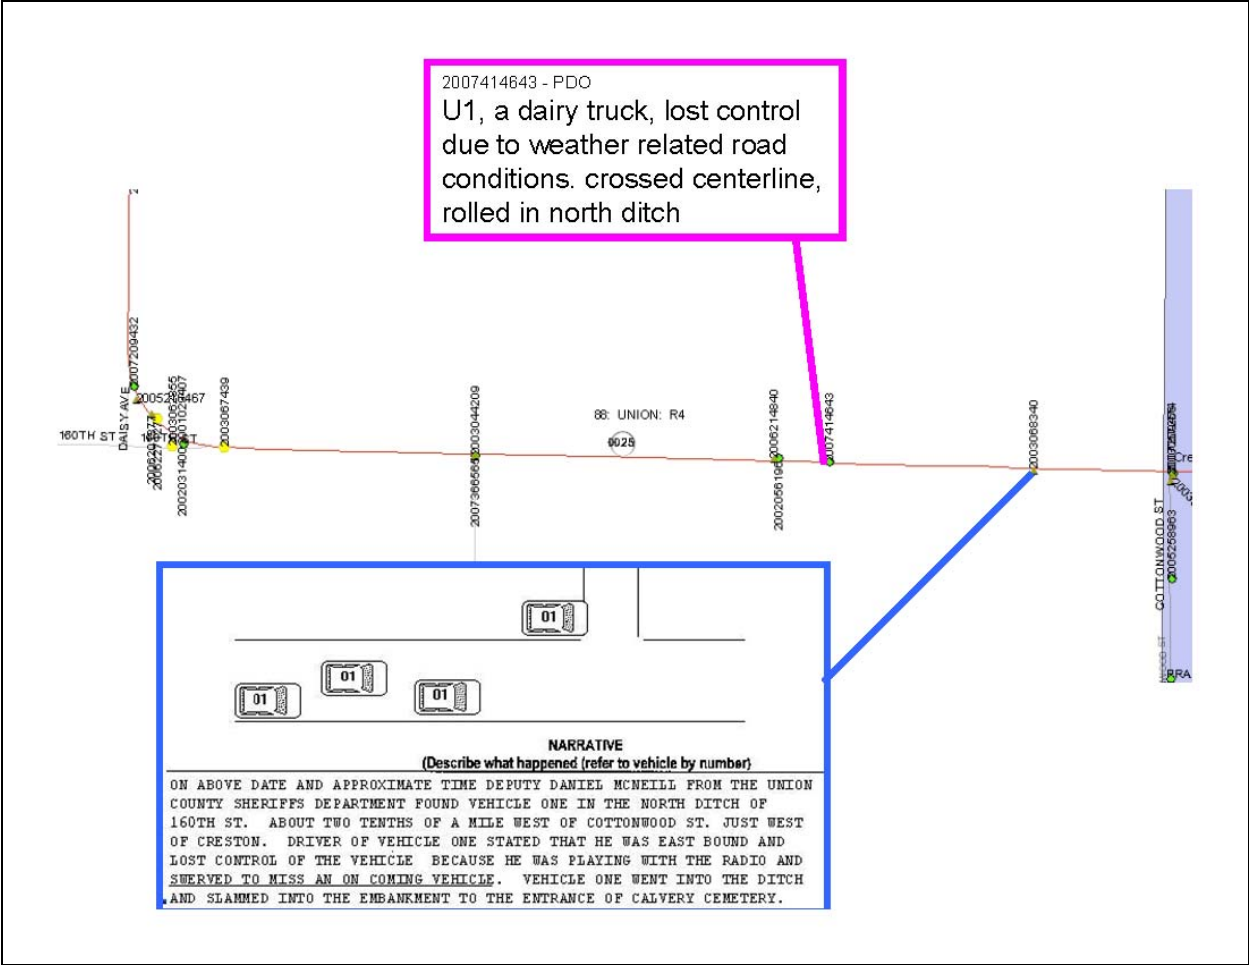 2007414643 - PDO
U1, a dairy truck, lost control
due to weather related road
conditions. crossed centerline,
rolled in north ditch
2007209432
DAISY AVE
160TH ST
2003067439
2003044209
2007366565
88: UNION: R4
0025
2006214840
2002056196
2007414643
2003068340
Cre
COTTONWOOD ST
2005258963
01
01
01
01
NARRATIVE
(Describe what happened (refer to vehicle by number)
ON ABOVE DATE AND APPROXIMATE TIME DEPUTY DANIEL MCNEILL FROM THE UNION
COUNTY SHERIFFS DEPARTMENT FOUND VEHICLE ONE IN THE NORTH DITCH OF
160TH ST. ABOUT TWO TENTHS OF A MILE WEST OF COTTONWOOD ST. JUST WEST
OF CRESTON. DRIVER OF VEHICLE ONE STATED THAT HE WAS EAST BOUND AND
LOST CONTROL OF THE VEHICLE BECAUSE HE WAS PLAYING WITH THE RADIO AND
SWERVED TO MISS AN ON COMING VEHICLE. VEHICLE ONE WENT INTO THE DITCH
AND SLAMMED INTO THE EMBANKMENT TO THE ENTRANCE OF CALVERY CEMETERY.